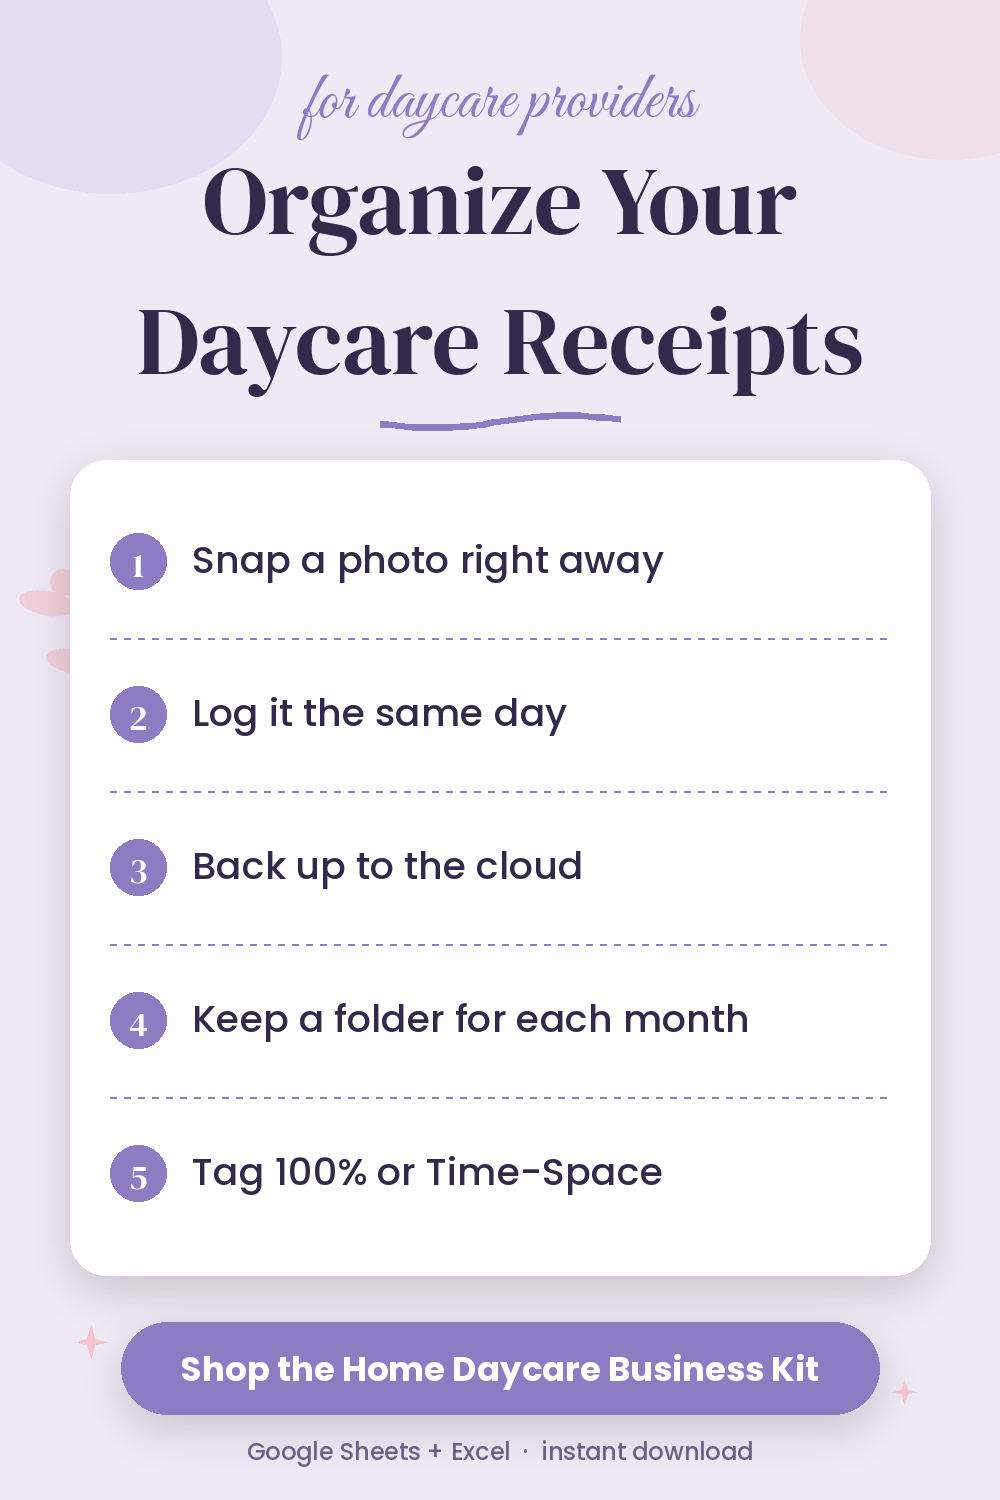 for daycare providers
Organize Your
Daycare Receipts
1 Snap a photo right away
2 Log it the same day
3 Back up to the cloud
4 Keep a folder for each month
5 Tag 100% or Time-Space
Shop the Home Daycare Business Kit
Google Sheets + Excel · instant download